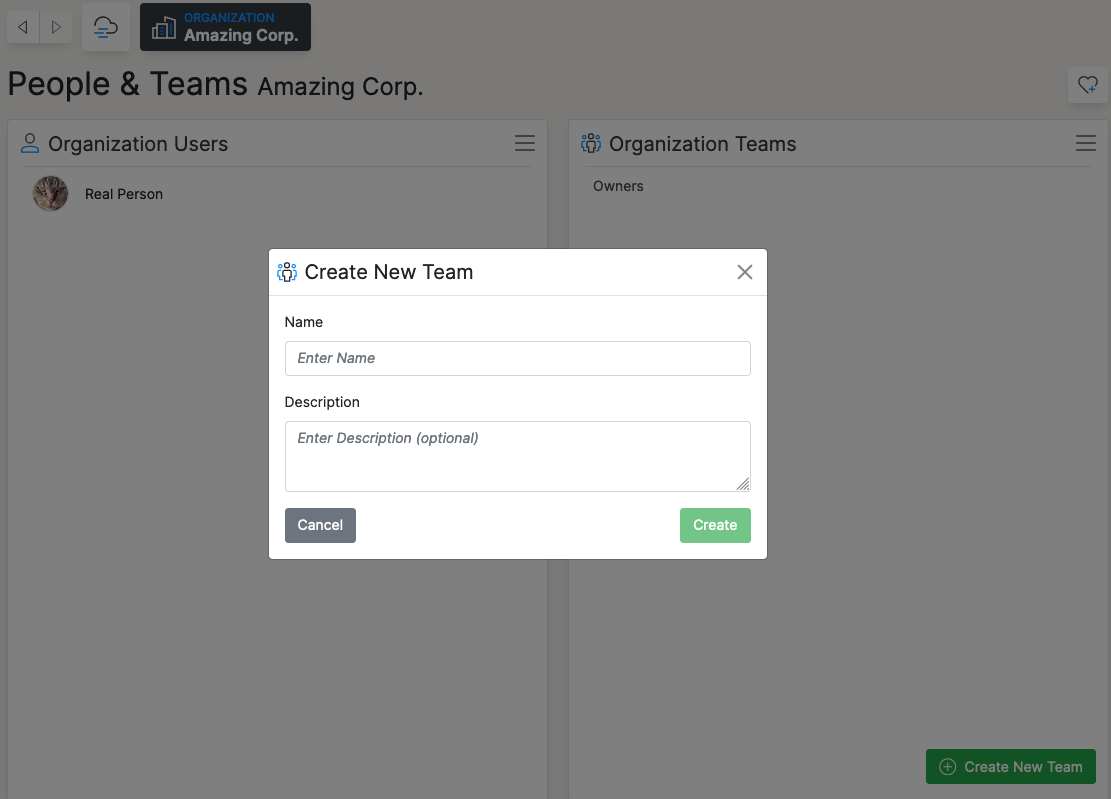 ORGANIZATION
Amazing Corp.
People & Teams Amazing Corp.
Organization Users
Real Person
Organization Teams
Owners
Create New Team
Name
Enter Name
Description
Enter Description (optional)
Cancel
Create
Create New Team